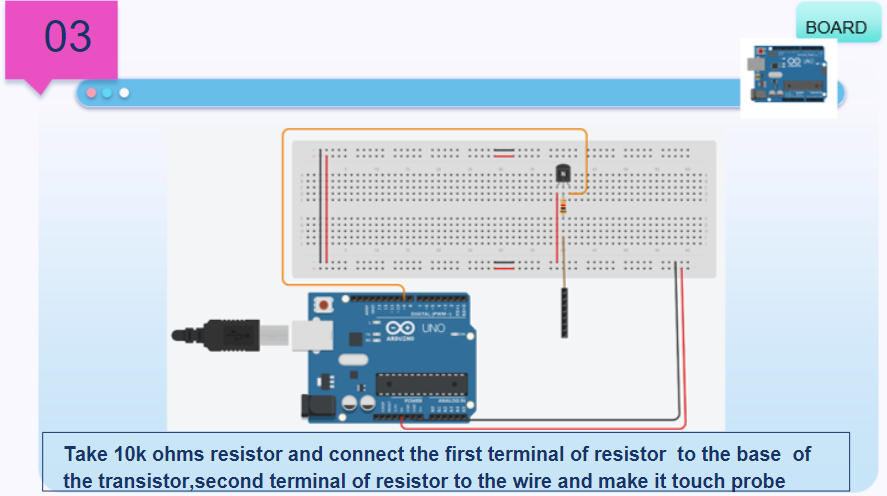 03
BOARD
DIGITAL (PWM~)
UNO
ARDUINO
POWER
ANALOG IN
Take 10k ohms resistor and connect the first terminal of resistor to the base of
the transistor,second terminal of resistor to the wire and make it touch probe